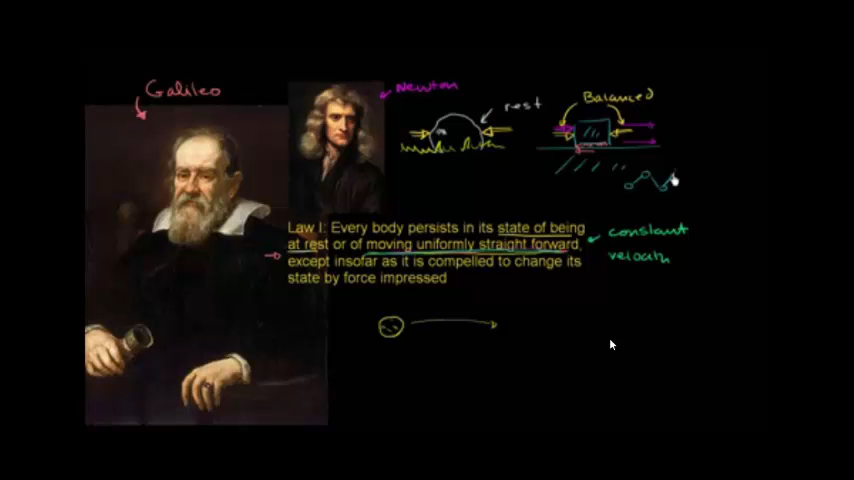 Galileo
Newton
rest
Balanced
Law I: Every body persists in its state of being
at rest or of moving uniformly straight forward,
except insofar as it is compelled to change its
state by force impressed
constant
velocity